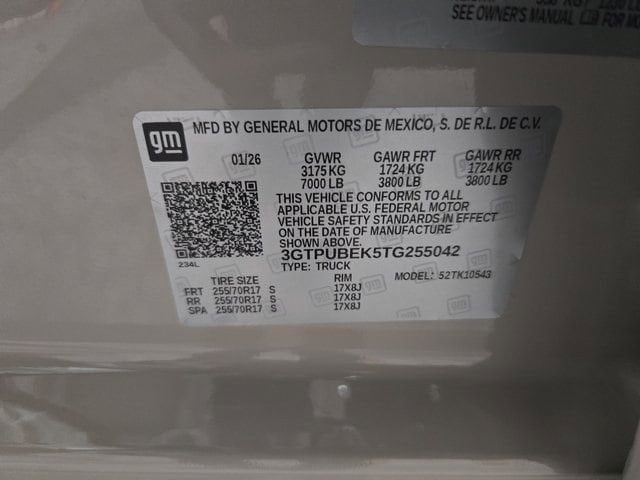 SEE OWNER'S MANUAL FOR MO
gm
MFD BY GENERAL MOTORS DE MEXICO, S. DE R.L. DE C.V.
01/26 GVWR GAWR FRT GAWR RR
3175 KG 1724 KG 1724 KG
7000 LB 3800 LB 3800 LB
THIS VEHICLE CONFORMS TO ALL
APPLICABLE U.S. FEDERAL MOTOR
VEHICLE SAFETY STANDARDS IN EFFECT
ON THE DATE OF MANUFACTURE
SHOWN ABOVE.
234L
3GTPUBEK5TG255042
TYPE: TRUCK MODEL: 52TK10543
TIRE SIZE RIM
FRT 255/70R17 S 17X8J
RR 255/70R17 S 17X8J
SPA 255/70R17 S 17X8J